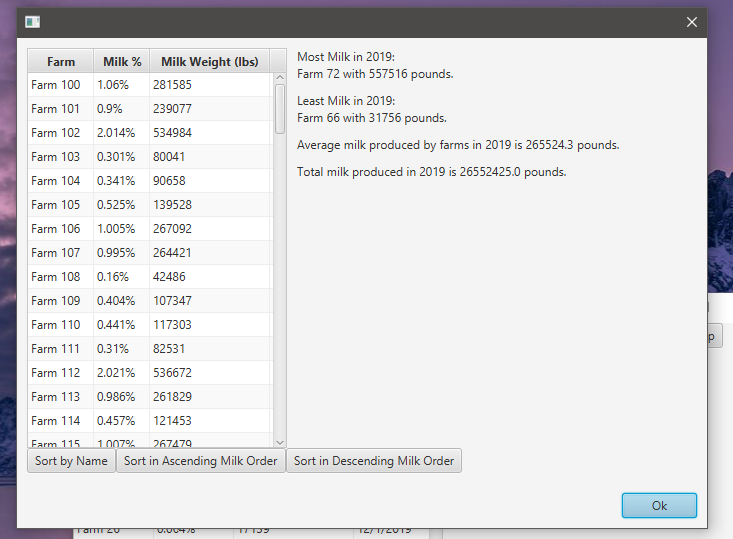 Farm Milk % Milk Weight (lbs)
Farm 100 1.06% 281585
Farm 101 0.9% 239077
Farm 102 2.014% 534984
Farm 103 0.301% 80041
Farm 104 0.341% 90658
Farm 105 0.525% 139528
Farm 106 1.005% 267092
Farm 107 0.995% 264421
Farm 108 0.16% 42486
Farm 109 0.404% 107347
Farm 110 0.441% 117303
Farm 111 0.31% 82531
Farm 112 2.021% 536672
Farm 113 0.986% 261829
Farm 114 0.457% 121453
Farm 115 1.007% 267479
Most Milk in 2019:
Farm 72 with 557516 pounds.
Least Milk in 2019:
Farm 66 with 31756 pounds.
Average milk produced by farms in 2019 is 265524.3 pounds.
Total milk produced in 2019 is 26552425.0 pounds.
Sort by Name Sort in Ascending Milk Order Sort in Descending Milk Order
Ok
p
12/1/2019